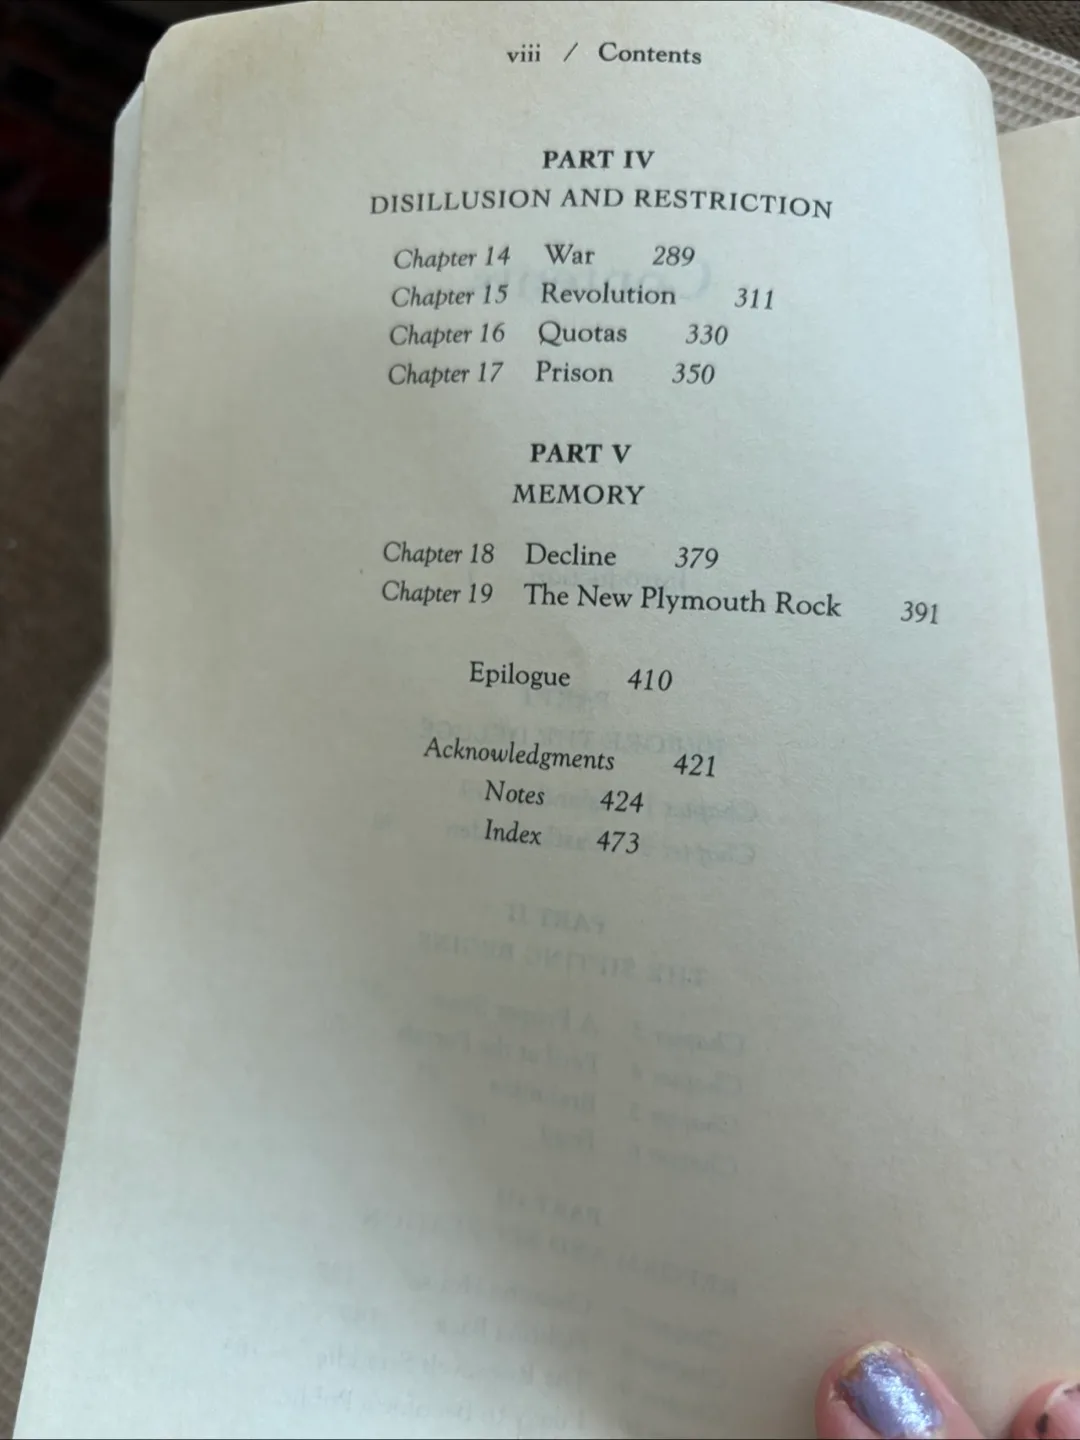 viii / Contents
PART IV
DISILLUSION AND RESTRICTION
Chapter 14 War 289
Chapter 15 Revolution 311
Chapter 16 Quotas 330
Chapter 17 Prison 350
PART V
MEMORY
Chapter 18 Decline 379
Chapter 19 The New Plymouth Rock 391
Epilogue 410
Acknowledgments 421
Notes 424
Index 473